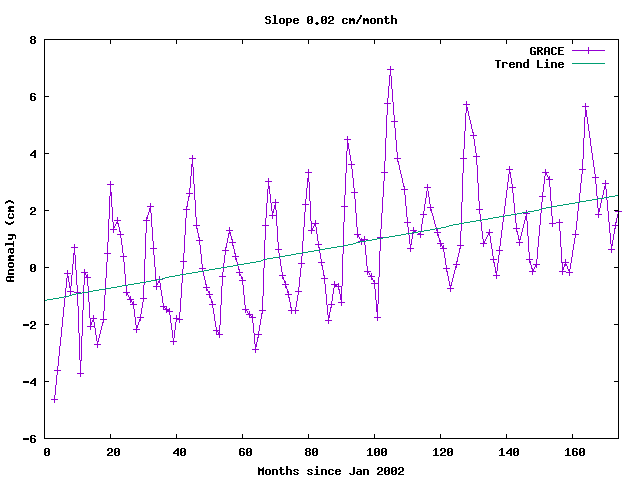 Slope 0.02 cm/month
GRACE
Trend Line
8
6
4
2
0
-2
-4
-6
Anomaly (cm)
0 20 40 60 80 100 120 140 160
Months since Jan 2002